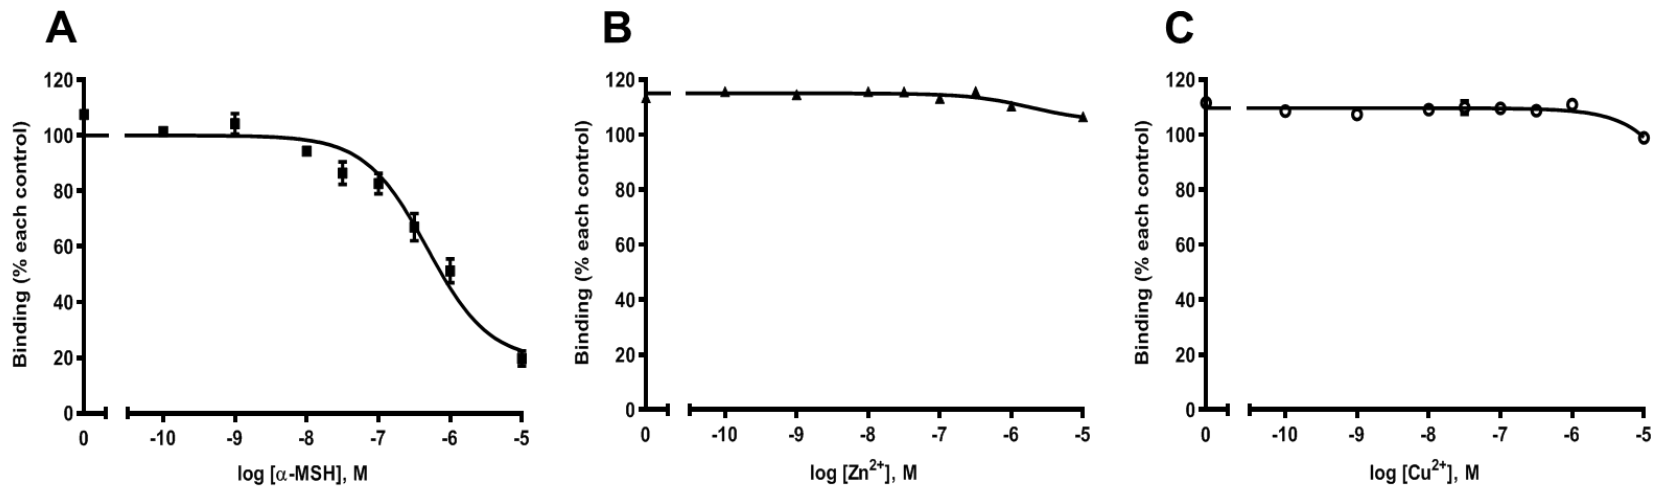 A
B
C
Binding (% each control)
120
100
80
60
40
20
0
0 -10 -9 -8 -7 -6 -5
log [α-MSH], M
Binding (% each control)
120
100
80
60
40
20
0
0 -10 -9 -8 -7 -6 -5
log [Zn²⁺], M
Binding (% each control)
120
100
80
60
40
20
0
0 -10 -9 -8 -7 -6 -5
log [Cu²⁺], M